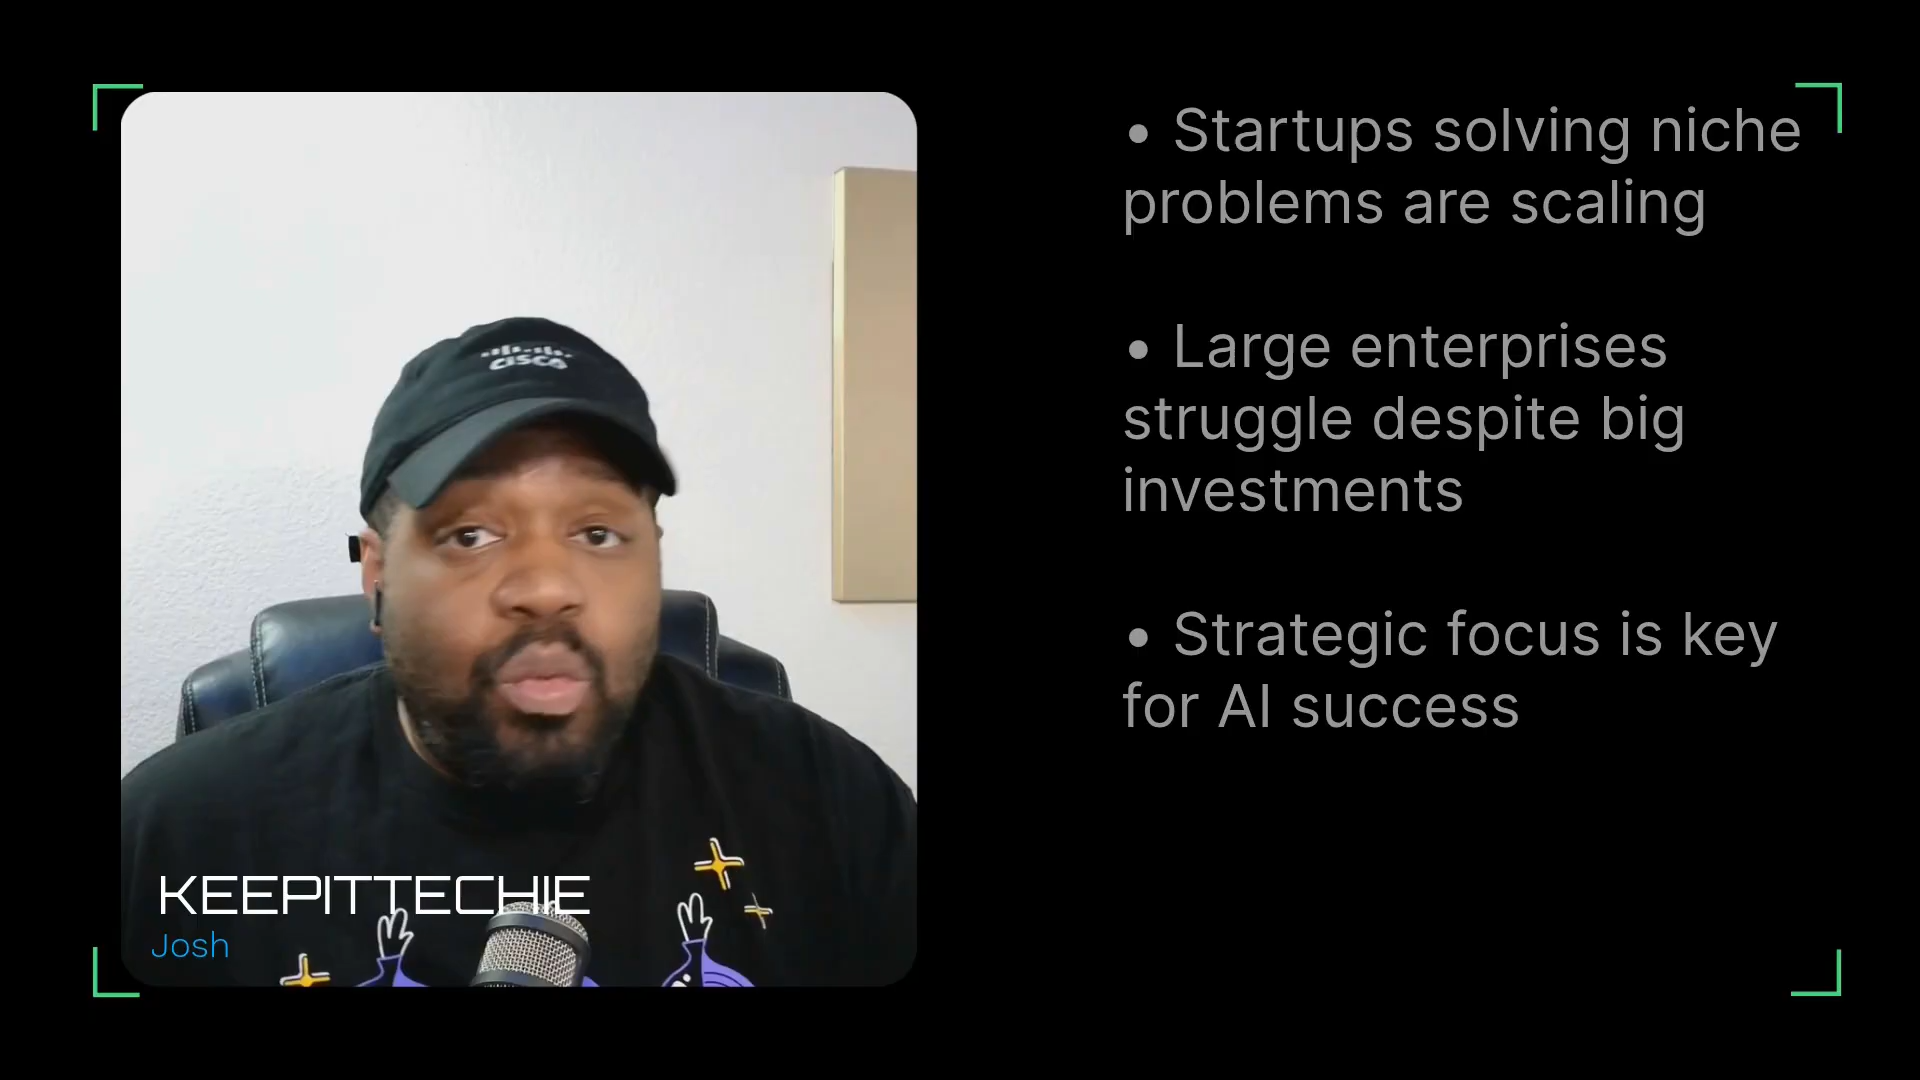 • Startups solving niche
problems are scaling
• Large enterprises
struggle despite big
investments
• Strategic focus is key
for AI success
CISCO
KEEPITTECHIE
Josh